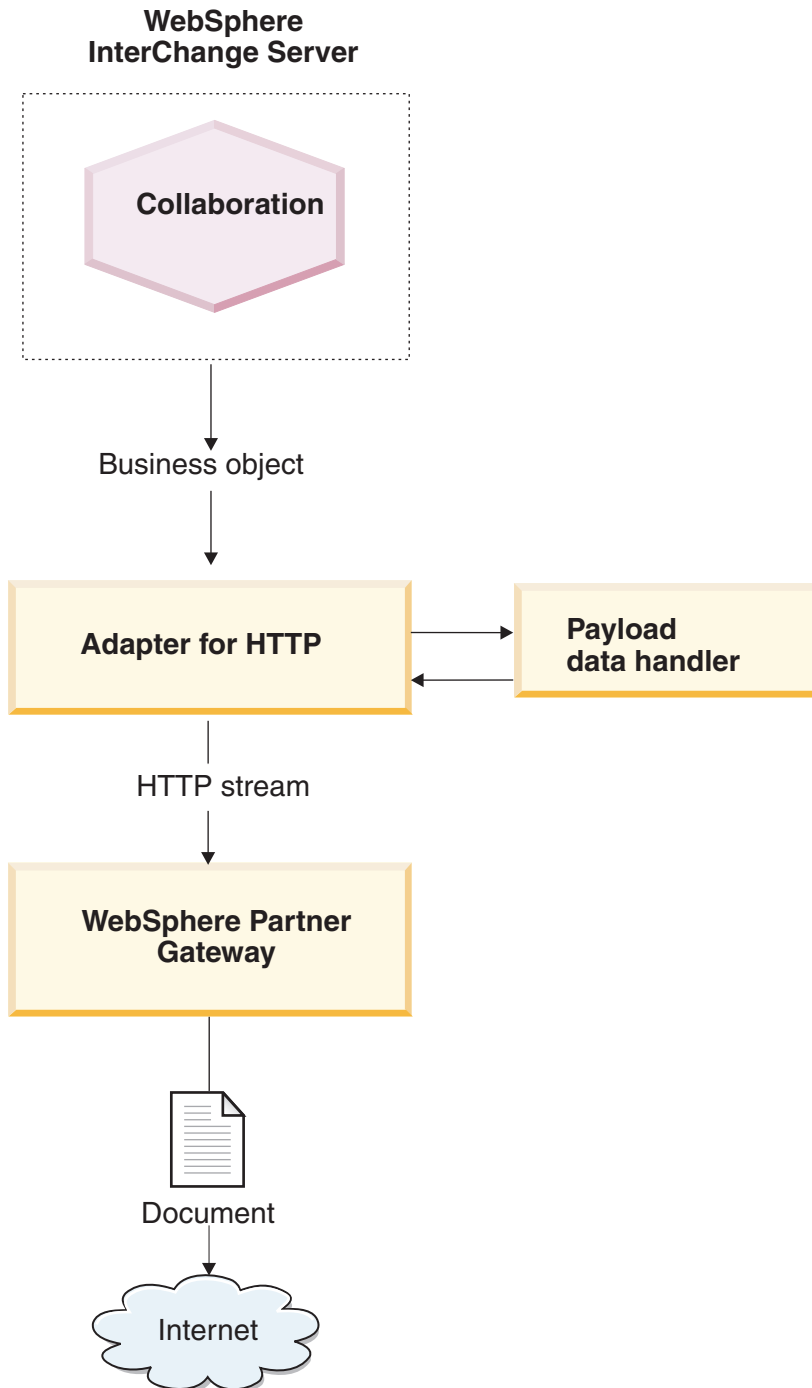 WebSphere
InterChange Server
Collaboration
Business object
Adapter for HTTP
Payload
data handler
HTTP stream
WebSphere Partner
Gateway
Document
Internet